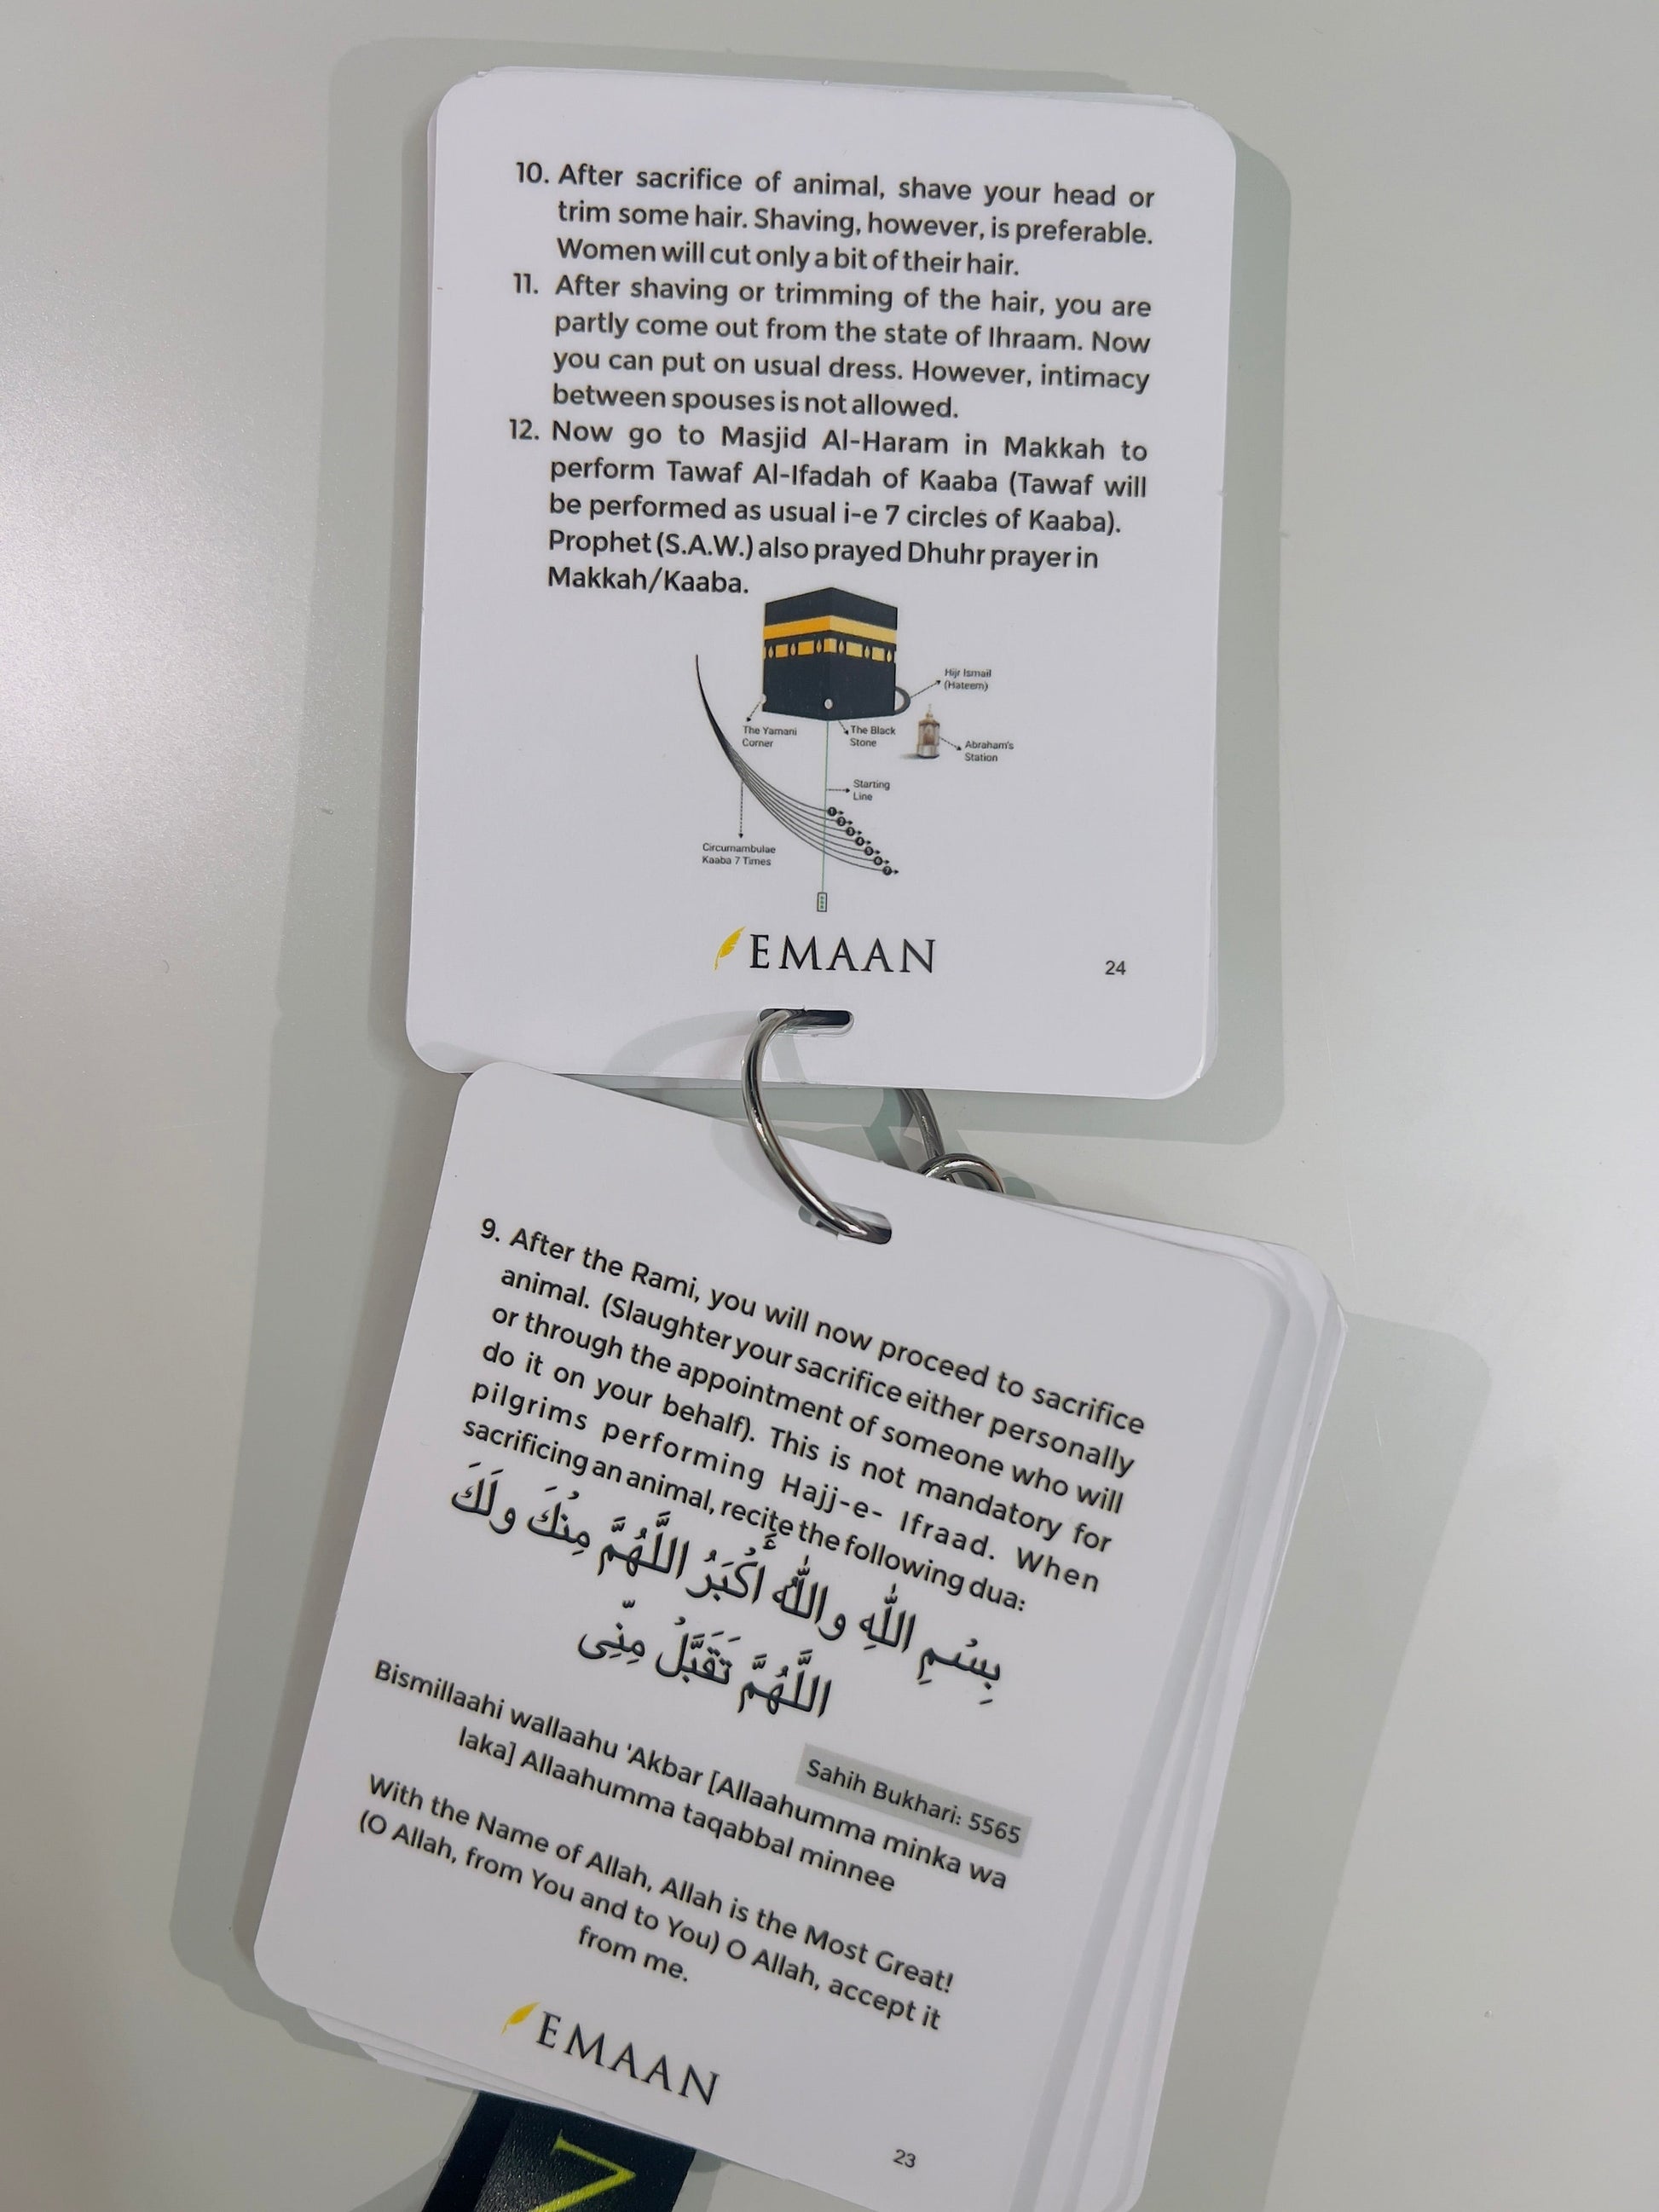 10. After sacrifice of animal, shave your head or
trim some hair. Shaving, however, is preferable.
Women will cut only a bit of their hair.
11. After shaving or trimming of the hair, you are
partly come out from the state of Ihraam. Now
you can put on usual dress. However, intimacy
between spouses is not allowed.
12. Now go to Masjid Al-Haram in Makkah to
perform Tawaf Al-Ifadah of Kaaba (Tawaf will
be performed as usual i-e 7 circles of Kaaba).
Prophet (S.A.W.) also prayed Dhuhr prayer in
Makkah/Kaaba.
Hijr Ismail
(Hateem)
The Yamani
Corner
The Black
Stone
Abraham's
Station
Starting
Line
1
2
3
4
5
6
7
Circumambulae
Kaaba 7 Times
EMAAN
24
9. After the Rami, you will now proceed to sacrifice
animal. (Slaughter your sacrifice either personally
or through the appointment of someone who will
do it on your behalf). This is not mandatory for
pilgrims performing Hajj-e- Ifraad. When
sacrificing an animal, recite the following dua:
بِسْمِ اللّٰهِ واللّٰهُ أَكْبَرُ اللَّهُمَّ مِنْكَ ولَكَ
اللَّهُمَّ تَقَبَّلْ مِنِّى
Sahih Bukhari: 5565
Bismillaahi wallaahu 'Akbar [Allaahumma minka wa
laka] Allaahumma taqabbal minnee
With the Name of Allah, Allah is the Most Great!
(O Allah, from You and to You) O Allah, accept it
from me.
EMAAN
23